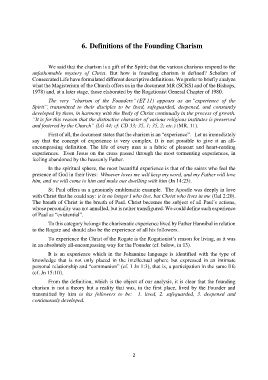 6. Definitions of the Founding Charism
We said that the charism is a gift of the Spirit; that the various charisms respond to the
unfathomable mystery of Christ. But how is founding charism is defined? Scholars of
Consecrated Life have formulated different descriptive definitions. We prefer to briefly analyze
what the Magisterium of the Church offers us in the document MR (SCRIS) and of the Bishops,
1978) and, at a later stage, those elaborated by the Rogationist General Chapter of 1980.
The very "charism of the Founders" (ET 11) appears as an "experience of the
Spirit", transmitted to their disciples to be lived, safeguarded, deepened, and constantly
developed by them, in harmony with the Body of Christ continually in the process of growth.
"It is for this reason that the distinctive character of various religious institutes is preserved
and fostered by the Church" (LG 44; cf. CD 33; 35, 1; 35, 2; etc.) (MR, 11).
First of all, the document states that the charism is an "experience". Let us immediately
say that the concept of experience is very complex. It is not possible to give it an all-
encompassing definition. The life of every man is a fabric of pleasant and heart-rending
experiences. Even Jesus on the cross passed through the most tormenting experiences, in
feeling abandoned by the heavenly Father.
In the spiritual sphere, the most beautiful experience is that of the saints who feel the
presence of God in their lives: Whoever loves me will keep my word, and my Father will love
him, and we will come to him and make our dwelling with him (Jn 14:23).
St. Paul offers us a genuinely emblematic example. The Apostle was deeply in love
with Christ that he could say: it is no longer I who live, but Christ who lives in me (Gal 2:20).
The breath of Christ is the breath of Paul. Christ becomes the subject of all Paul's actions,
whose personality was not annulled, but is rather transfigured. We could define such experience
of Paul as "existential".
To this category belongs the charismatic experience lived by Father Hannibal in relation
to the Rogate and should also be the experience of all his followers.
To experience the Christ of the Rogate is the Rogationist's reason for living, as it was
in an absolutely all-encompassing way for the Founder (cf. below, n 13).
It is an experience which in the Johannine language is identified with the type of
knowledge that is not only placed in the intellectual sphere but expressed in an intimate
personal relationship and "communion" (cf. 1 Jn 1:3), that is, a participation in the same life
(cf. Jn 15:10).
From the definition, which is the object of our analysis, it is clear that the founding
charism is not a theory but a reality that was, in the first place, lived by the Founder and
transmitted by him to his followers to be: 1. lived, 2. safeguarded, 3. deepened and
continuously developed.
2